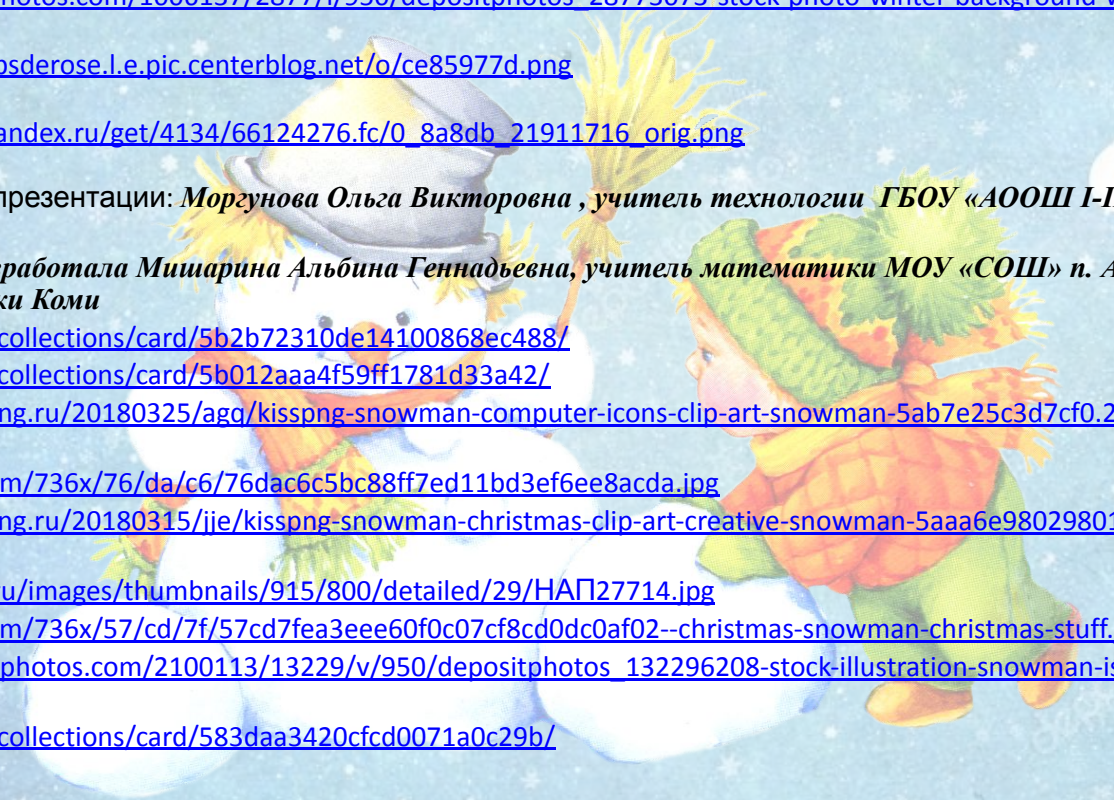 photos.com/1000137/2877/i/950/depositphotos_28773673-stock-photo-winter-background-
osderose.l.e.pic.centerblog.net/o/ce85977d.png
andex.ru/get/4134/66124276.fc/0_8a8db_21911716_orig.png
презентации: Моргунова Ольга Викторовна , учитель технологии ГБОУ «АООШ I-I
зработала Мишарина Альбина Геннадьевна, учитель математики МОУ «СОШ» п. А
ки Коми
collections/card/5b2b72310de14100868ec488/
collections/card/5b012aaa4f59ff1781d33a42/
ng.ru/20180325/agq/kisspng-snowman-computer-icons-clip-art-snowman-5ab7e25c3d7cf0.2
m/736x/76/da/c6/76dac6c5bc88ff7ed11bd3ef6ee8acda.jpg
ng.ru/20180315/jje/kisspng-snowman-christmas-clip-art-creative-snowman-5aaa6e98029801
ru/images/thumbnails/915/800/detailed/29/НАП27714.jpg
m/736x/57/cd/7f/57cd7fea3eee60f0c07cf8cd0dc0af02--christmas-snowman-christmas-stuff.
photos.com/2100113/13229/v/950/depositphotos_132296208-stock-illustration-snowman-is
collections/card/583daa3420cfcd0071a0c29b/